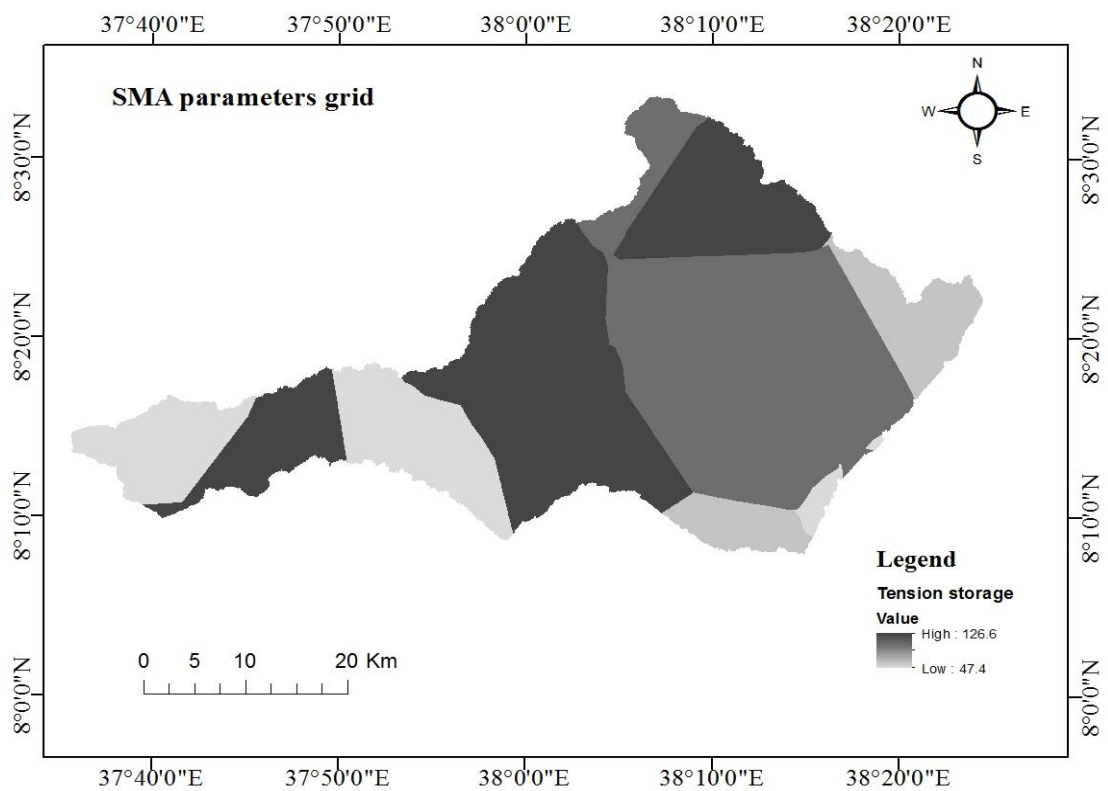 37°40'0"E 37°50'0"E 38°0'0"E 38°10'0"E 38°20'0"E
SMA parameters grid
N
W E
S
8°30'0"N 8°30'0"N
8°20'0"N 8°20'0"N
8°10'0"N 8°10'0"N
Legend
Tension storage
Value
High : 126.6
Low : 47.4
0 5 10 20 Km
8°0'0"N 8°0'0"N
37°40'0"E 37°50'0"E 38°0'0"E 38°10'0"E 38°20'0"E